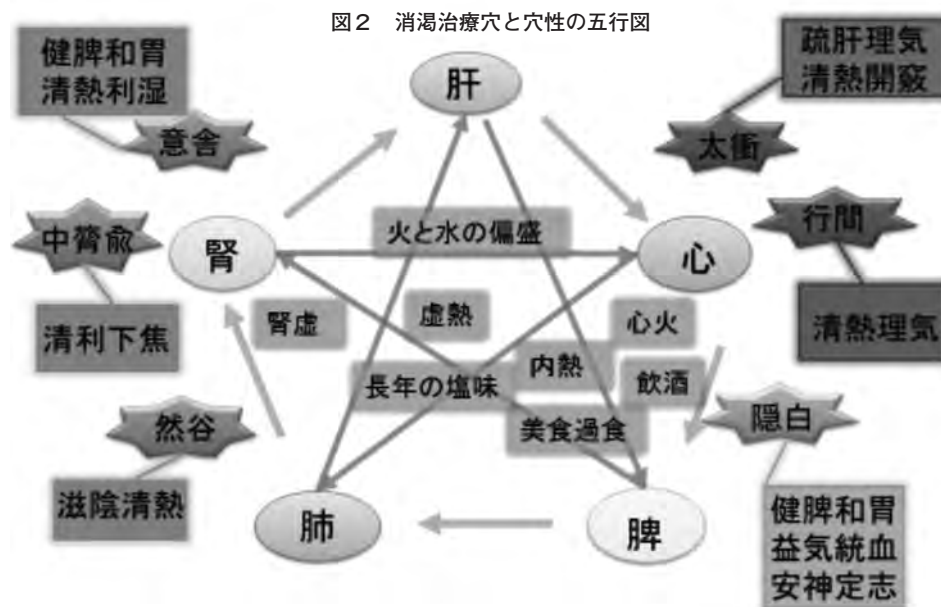 図2 消渇治療穴と穴性の五行図
健脾和胃
清熱利湿
意舎
肝
疏肝理気
清熱開竅
太衝
中膂兪
清利下焦
腎
火と水の偏盛
心
行間
清熱理気
腎虚
虚熱
心火
内熱
長年の塩味
飲酒
美食過食
然谷
滋陰清熱
肺
脾
隠白
健脾和胃
益気統血
安神定志